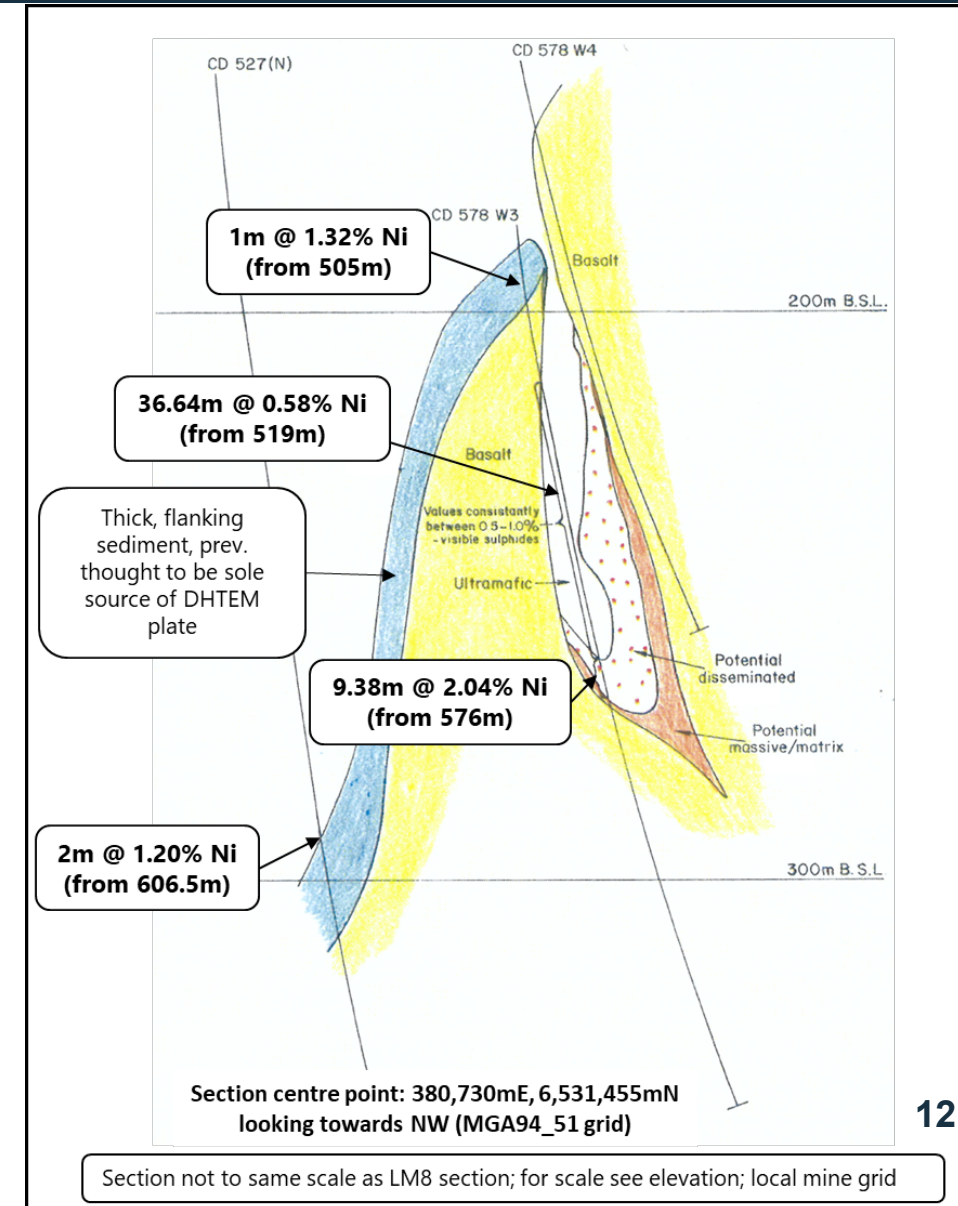 CD 578 W4
CD 527(N)
CD 578 W3
1m @ 1.32% Ni
(from 505m)
Basalt
200m B.S.L.
36.64m @ 0.58% Ni
(from 519m)
Basalt
Values consistantly
between 0.5-1.0%
- visible sulphides
Thick, flanking
sediment, prev.
thought to be sole
source of DHTEM
plate
Ultramafic
Potential
disseminated
9.38m @ 2.04% Ni
(from 576m)
Potential
massive/matrix
2m @ 1.20% Ni
(from 606.5m)
300m B.S.L
Section centre point: 380,730mE, 6,531,455mN
looking towards NW (MGA94_51 grid)
12
Section not to same scale as LM8 section; for scale see elevation; local mine grid